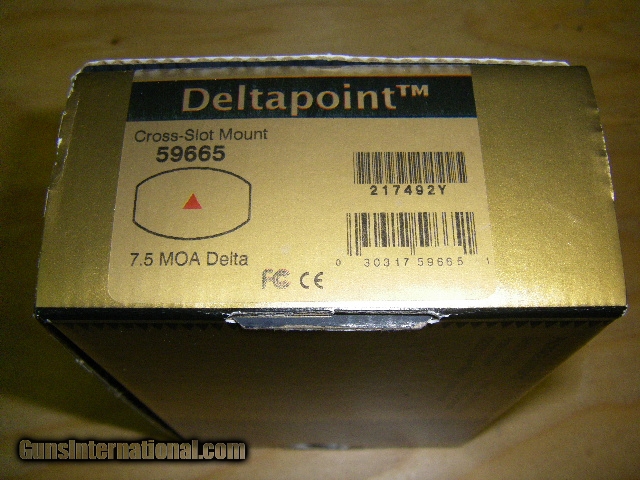 Deltapoint™
Cross-Slot Mount
59665
217492Y
7.5 MOA Delta
0 30317 59665 1
FC CE
GunsInternational.com